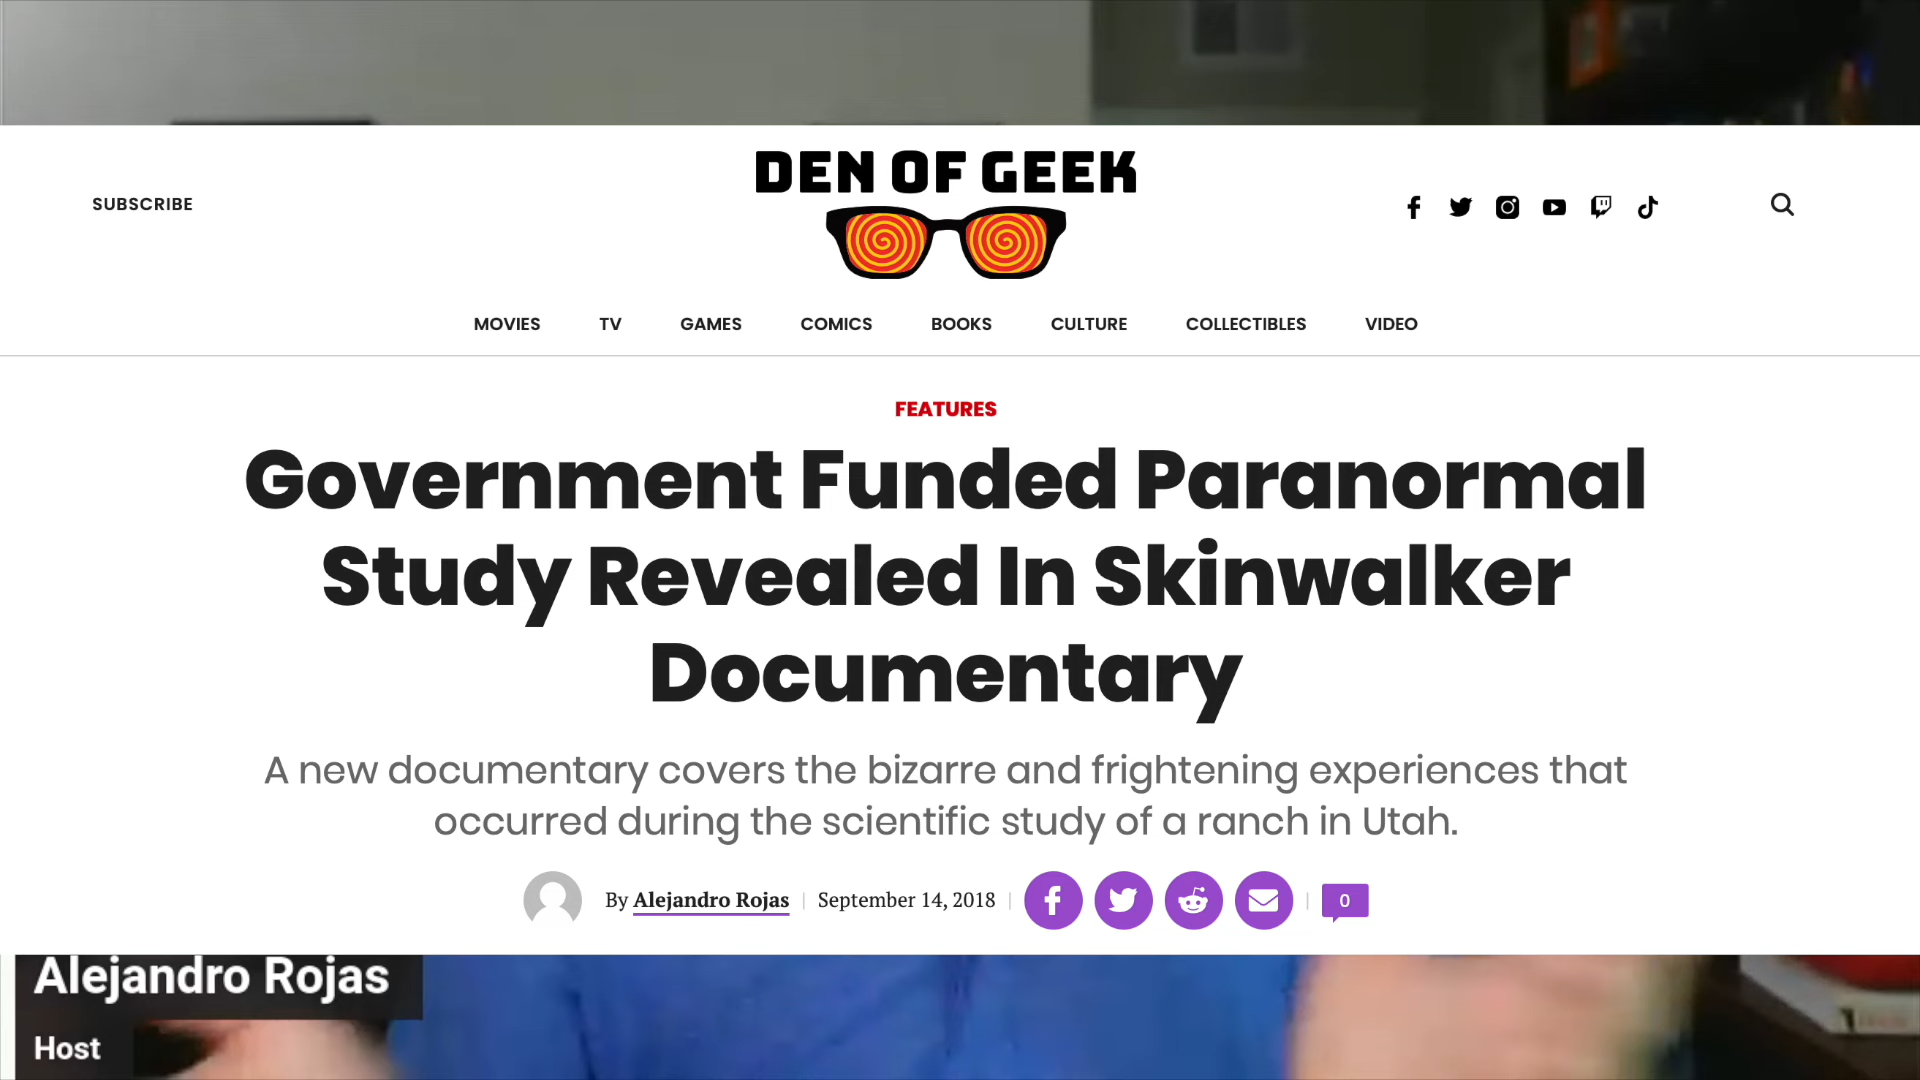 DEN OF GEEK
SUBSCRIBE
MOVIES TV GAMES COMICS BOOKS CULTURE COLLECTIBLES VIDEO
FEATURES
Government Funded Paranormal
Study Revealed In Skinwalker
Documentary
A new documentary covers the bizarre and frightening experiences that
occurred during the scientific study of a ranch in Utah.
By Alejandro Rojas | September 14, 2018 | 0
Alejandro Rojas
Host